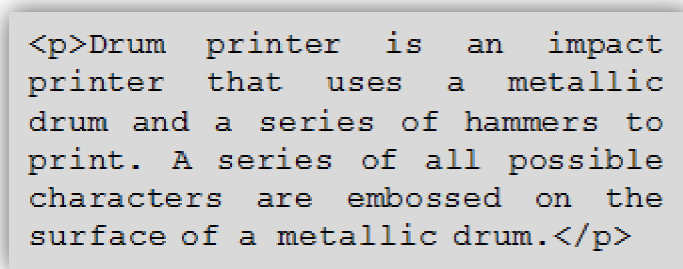 <p>Drum printer is an impact
printer that uses a metallic
drum and a series of hammers to
print. A series of all possible
characters are embossed on the
surface of a metallic drum.</p>